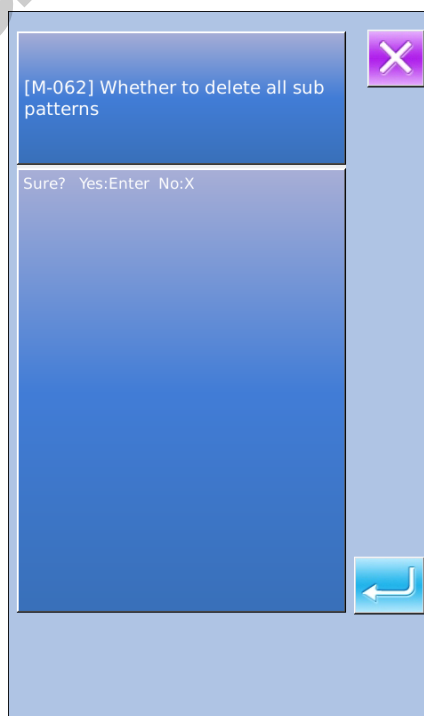 [M-062] Whether to delete all sub
patterns
Sure? Yes:Enter No:X